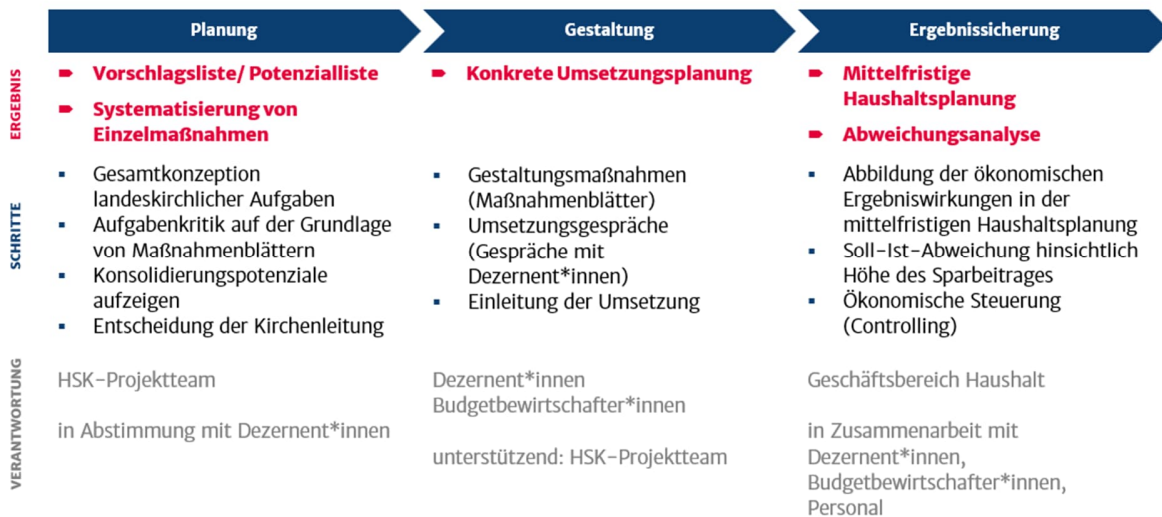 Planung
Gestaltung
Ergebnissicherung
ERGEBNIS
Vorschlagsliste/ Potenzialliste
Systematisierung von
Einzelmaßnahmen
Konkrete Umsetzungsplanung
Mittelfristige
Haushaltsplanung
Abweichungsanalyse
SCHRITTE
Gesamtkonzeption
landeskirchlicher Aufgaben
Aufgabenkritik auf der Grundlage
von Maßnahmenblättern
Konsolidierungspotenziale
aufzeigen
Entscheidung der Kirchenleitung
Gestaltungsmaßnahmen
(Maßnahmenblätter)
Umsetzungsgespräche
(Gespräche mit
Dezernent*innen)
Einleitung der Umsetzung
Abbildung der ökonomischen
Ergebniswirkungen in der
mittelfristigen Haushaltsplanung
Soll-Ist-Abweichung hinsichtlich
Höhe des Sparbeitrages
Ökonomische Steuerung
(Controlling)
VERANTWORTUNG
HSK-Projektteam
in Abstimmung mit Dezernent*innen
Dezernent*innen
Budgetbewirtschafter*innen
unterstützend: HSK-Projektteam
Geschäftsbereich Haushalt
in Zusammenarbeit mit
Dezernent*innen,
Budgetbewirtschafter*innen,
Personal